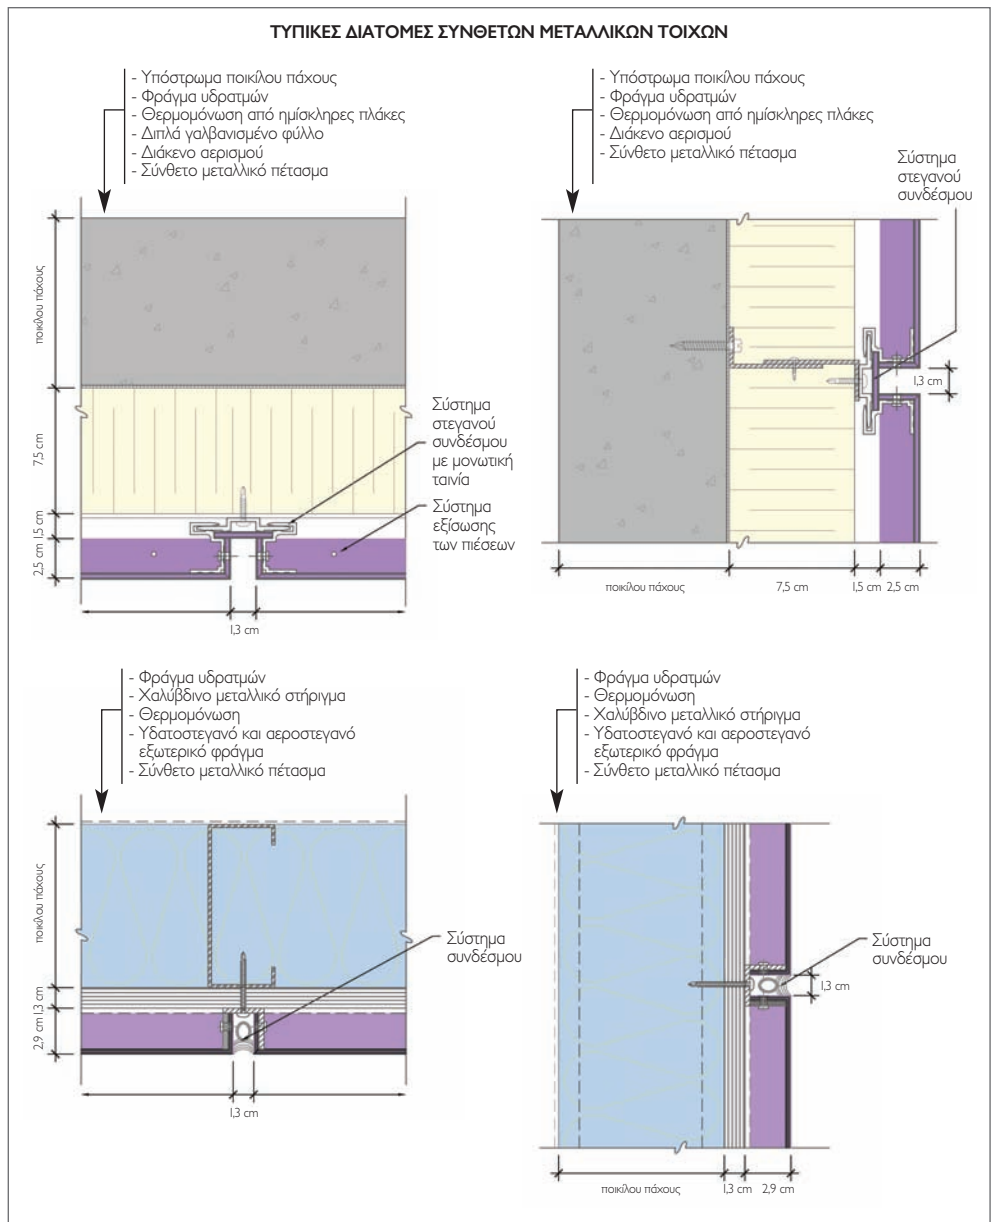 ΤΥΠΙΚΕΣ ΔΙΑΤΟΜΕΣ ΣΥΝΘΕΤΩΝ ΜΕΤΑΛΛΙΚΩΝ ΤΟΙΧΩΝ
- Υπόστρωμα ποικίλου πάχους
- Φράγμα υδρατμών
- Θερμομόνωση από ημίσκληρες πλάκες
- Διπλά γαλβανισμένο φύλλο
- Διάκενο αερισμού
- Σύνθετο μεταλλικό πέτασμα
ποικίλου πάχους
7,5 cm
1,5 cm
2,5 cm
Σύστημα
στεγανού
συνδέσμου
με μονωτική
ταινία
Σύστημα
εξίσωσης
των πιέσεων
1,3 cm
- Υπόστρωμα ποικίλου πάχους
- Φράγμα υδρατμών
- Θερμομόνωση από ημίσκληρες πλάκες
- Διάκενο αερισμού
- Σύνθετο μεταλλικό πέτασμα
Σύστημα
στεγανού
συνδέσμου
1,3 cm
ποικίλου πάχους
7,5 cm
1,5 cm
2,5 cm
- Φράγμα υδρατμών
- Χαλύβδινο μεταλλικό στήριγμα
- Θερμομόνωση
- Υδατοστεγανό και αεροστεγανό
εξωτερικό φράγμα
- Σύνθετο μεταλλικό πέτασμα
ποικίλου πάχους
1,3 cm
2,9 cm
Σύστημα
συνδέσμου
1,3 cm
- Φράγμα υδρατμών
- Θερμομόνωση
- Χαλύβδινο μεταλλικό στήριγμα
- Υδατοστεγανό και αεροστεγανό
εξωτερικό φράγμα
- Σύνθετο μεταλλικό πέτασμα
Σύστημα
συνδέσμου
1,3 cm
ποικίλου πάχους
1,3 cm
2,9 cm